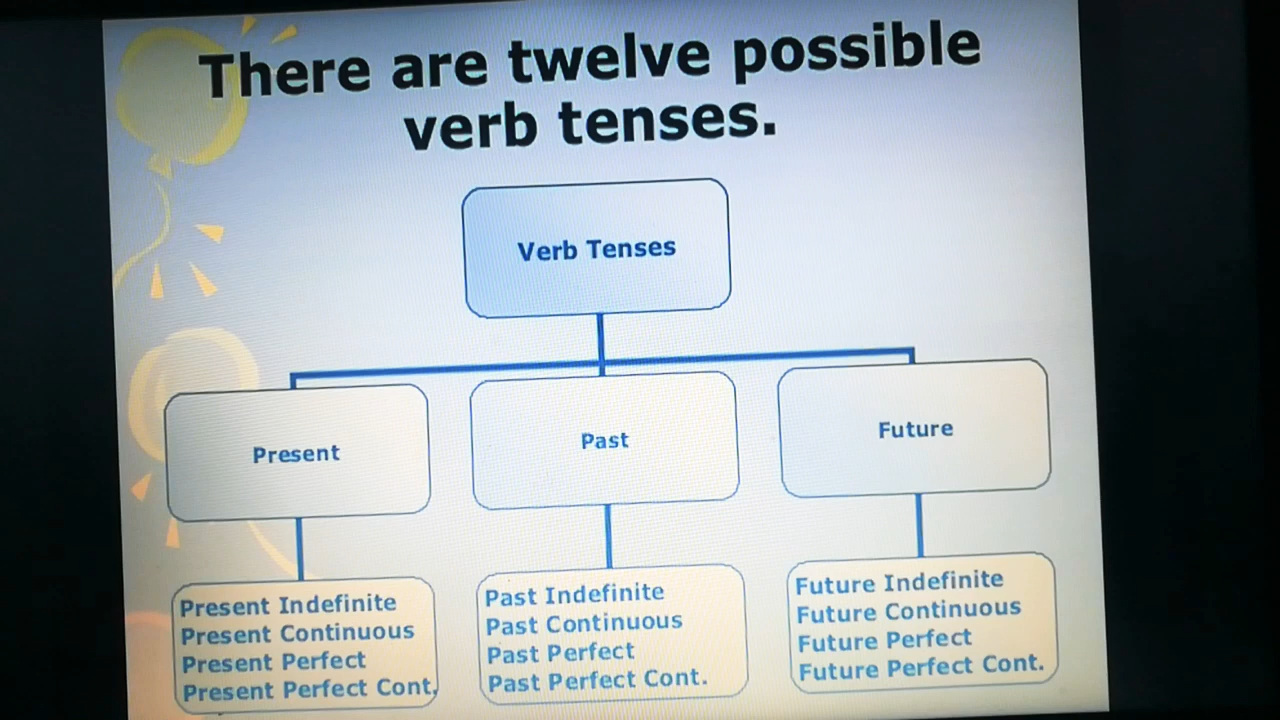 There are twelve possible
verb tenses.
Verb Tenses
Present
Past
Future
Present Indefinite
Present Continuous
Present Perfect
Present Perfect Cont.
Past Indefinite
Past Continuous
Past Perfect
Past Perfect Cont.
Future Indefinite
Future Continuous
Future Perfect
Future Perfect Cont.